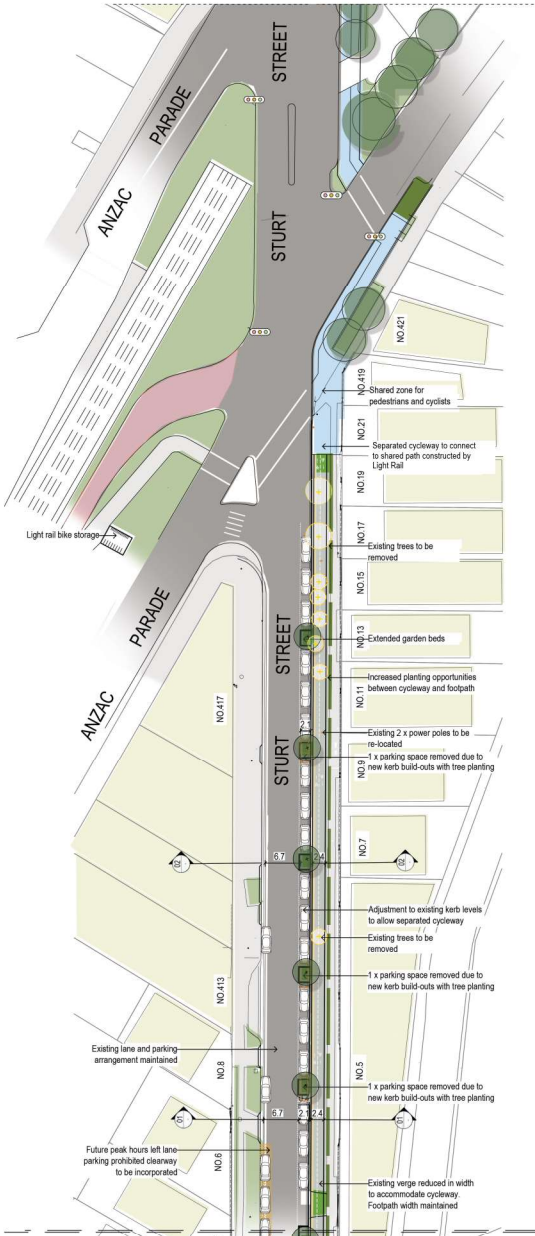 STREET
PARADE
ANZAC
STURT
NO.421
NO.419
Shared zone for
pedestrians and cyclists
NO.21
Separated cycleway to connect
to shared path constructed by
Light Rail
NO.19
Light rail bike storage
NO.17
Existing trees to be
removed
NO.15
PARADE
STREET
NO.13
Extended garden beds
NO.417
NO.11
Increased planting opportunities
between cycleway and footpath
ANZAC
2.1
STURT
Existing 2 x power poles to be
re-located
NO.9
1 x parking space removed due to
new kerb build-outs with tree planting
NO.7
02
6.7
2.4
02
Adjustment to existing kerb levels
to allow separated cycleway
Existing trees to be
removed
NO.413
1 x parking space removed due to
new kerb build-outs with tree planting
Existing lane and parking
arrangement maintained
NO.8
NO.5
1 x parking space removed due to
new kerb build-outs with tree planting
01
6.7
2.1
2.4
01
Future peak hours left lane
parking prohibited clearway
to be incorporated
NO.6
Existing verge reduced in width
to accommodate cycleway.
Footpath width maintained